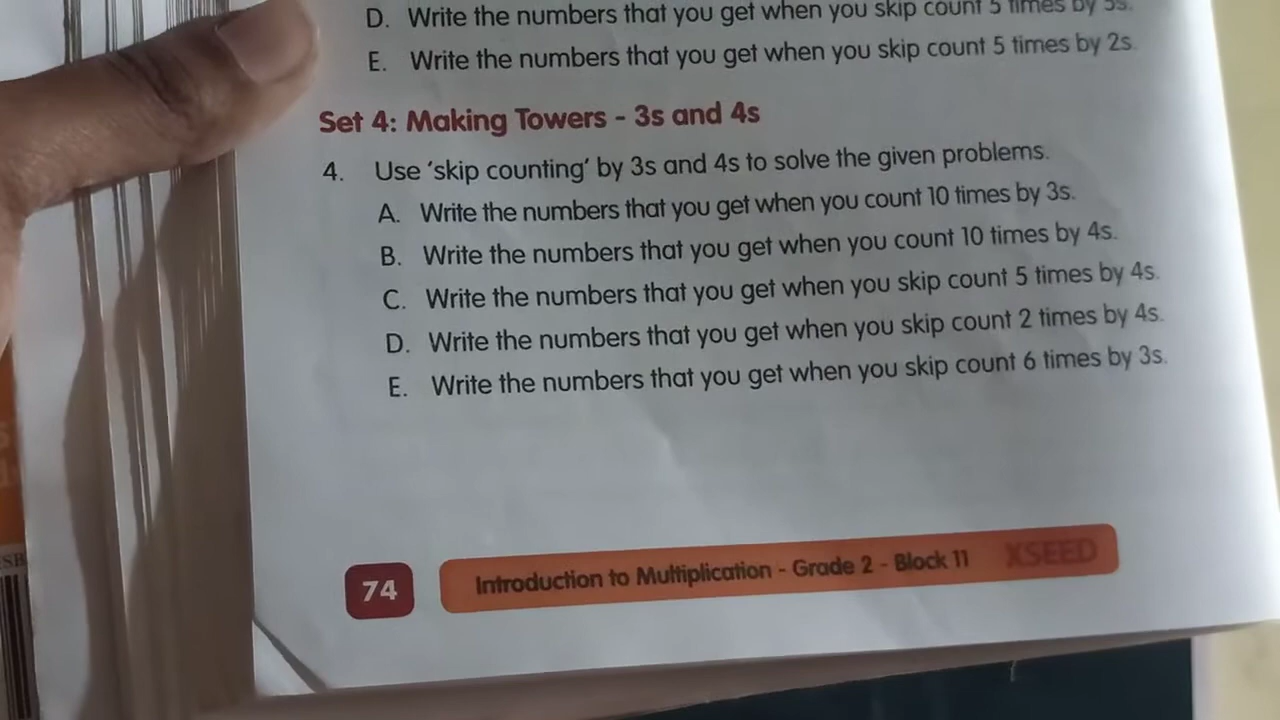 D. Write the numbers that you get when you skip count 5 times by 5s.
E. Write the numbers that you get when you skip count 5 times by 2s.
Set 4: Making Towers - 3s and 4s
4. Use ‘skip counting’ by 3s and 4s to solve the given problems.
A. Write the numbers that you get when you count 10 times by 3s.
B. Write the numbers that you get when you count 10 times by 4s.
C. Write the numbers that you get when you skip count 5 times by 4s.
D. Write the numbers that you get when you skip count 2 times by 4s.
E. Write the numbers that you get when you skip count 6 times by 3s.
74 Introduction to Multiplication - Grade 2 - Block 11 XSEED